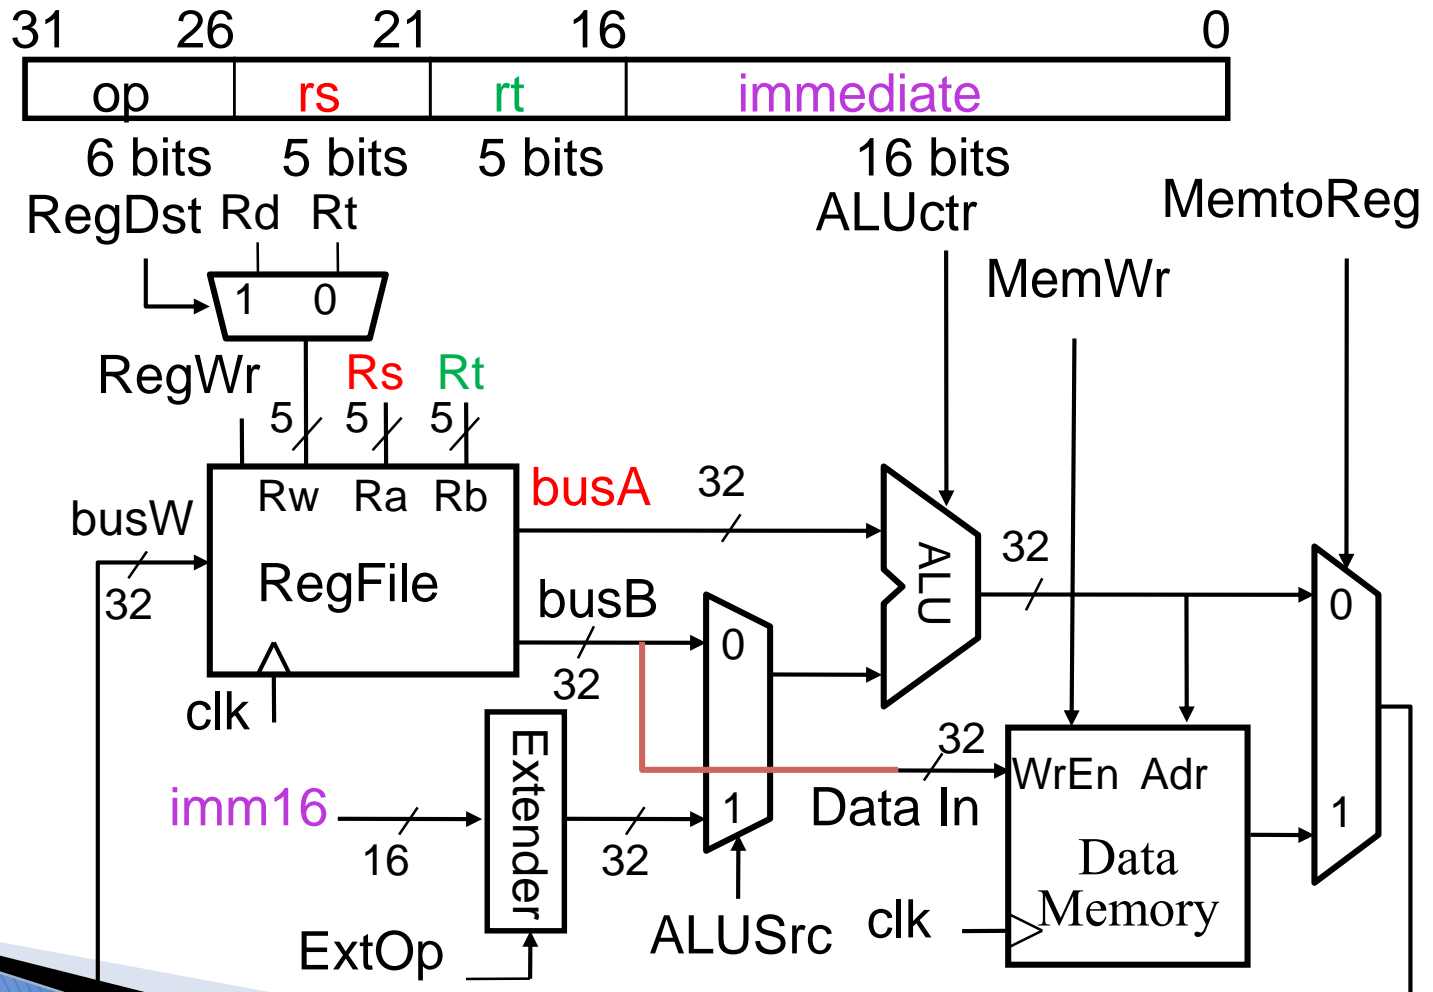 31 26 21 16 0
op rs rt immediate
6 bits 5 bits 5 bits 16 bits
RegDst Rd Rt ALUctr MemtoReg
MemWr
1 0
RegWr Rs Rt
5 5 5
Rw Ra Rb busA 32
busW
32
RegFile
busB
32
clk
ALU
32
0
1
0
1
Extender
imm16
16
32
ExtOp
ALUSrc
32
Data In
WrEn Adr
Data
Memory
clk